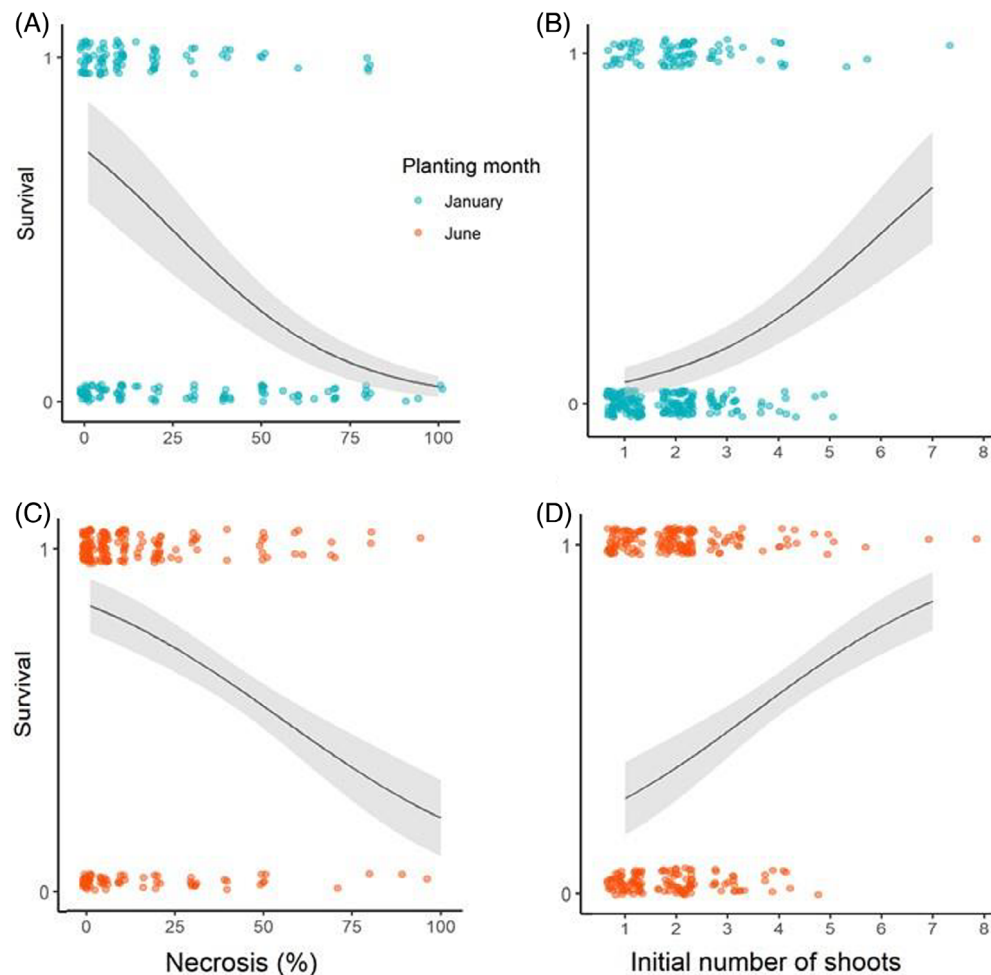 (A)
Survival
1
0
0 25 50 75 100
Planting month
January
June
(B)
1
0
1 2 3 4 5 6 7 8
(C)
Survival
1
0
0 25 50 75 100
Necrosis (%)
(D)
1
0
1 2 3 4 5 6 7 8
Initial number of shoots